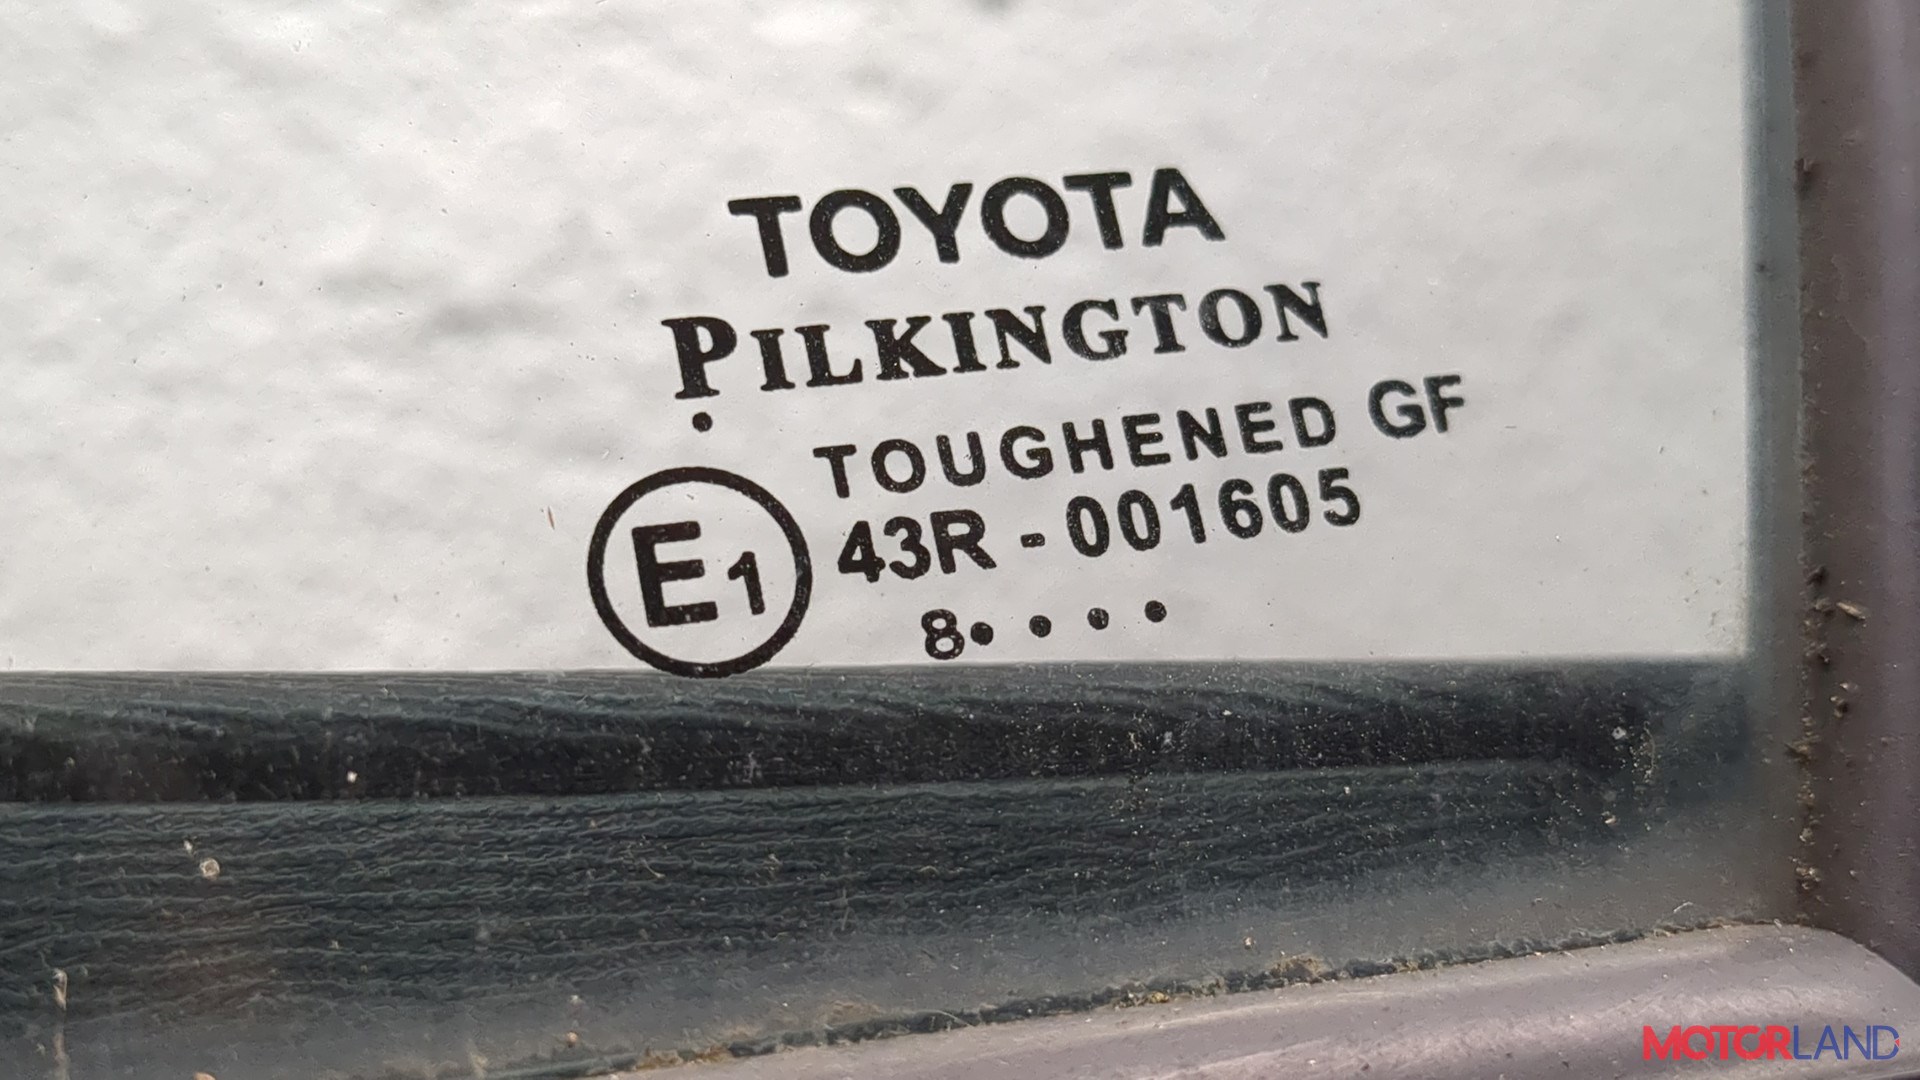 TOYOTA
PILKINGTON
TOUGHENED GF
E1 43R - 001605
8• • • •
MOTORLAND